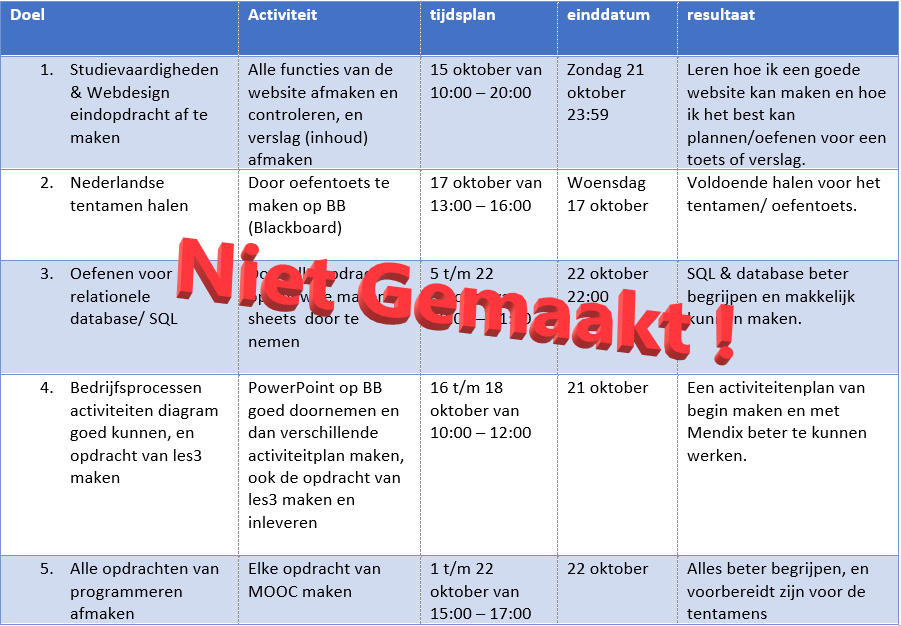 Doel
Activiteit
tijdsplan
einddatum
resultaat
1. Studievaardigheden
& Webdesign
eindopdracht af te
maken
Alle functies van de
website afmaken en
controleren, en
verslag (inhoud)
afmaken
15 oktober van
10:00 – 20:00
Zondag 21
oktober
23:59
Leren hoe ik een goede
website kan maken en hoe
ik het best kan
plannen/oefenen voor een
toets of verslag.
2. Nederlandse
tentamen halen
Door oefentoets te
maken op BB
(Blackboard)
17 oktober van
13:00 – 16:00
Woensdag
17 oktober
Voldoende halen voor het
tentamen/ oefentoets.
3. Oefenen voor
relationele
database/ SQL
sheets door te
nemen
5 t/m 22
22 oktober
22:00
SQL & database beter
begrijpen en makkelijk
kunnen maken.
Niet Gemaakt !
4. Bedrijfsprocessen
activiteiten diagram
goed kunnen, en
opdracht van les3
maken
PowerPoint op BB
goed doornemen en
dan verschillende
activiteitplan maken,
ook de opdracht van
les3 maken en
inleveren
16 t/m 18
oktober van
10:00 – 12:00
21 oktober
Een activiteitenplan van
begin maken en met
Mendix beter te kunnen
werken.
5. Alle opdrachten van
programmeren
afmaken
Elke opdracht van
MOOC maken
1 t/m 22
oktober van
15:00 – 17:00
22 oktober
Alles beter begrijpen, en
voorbereidt zijn voor de
tentamens